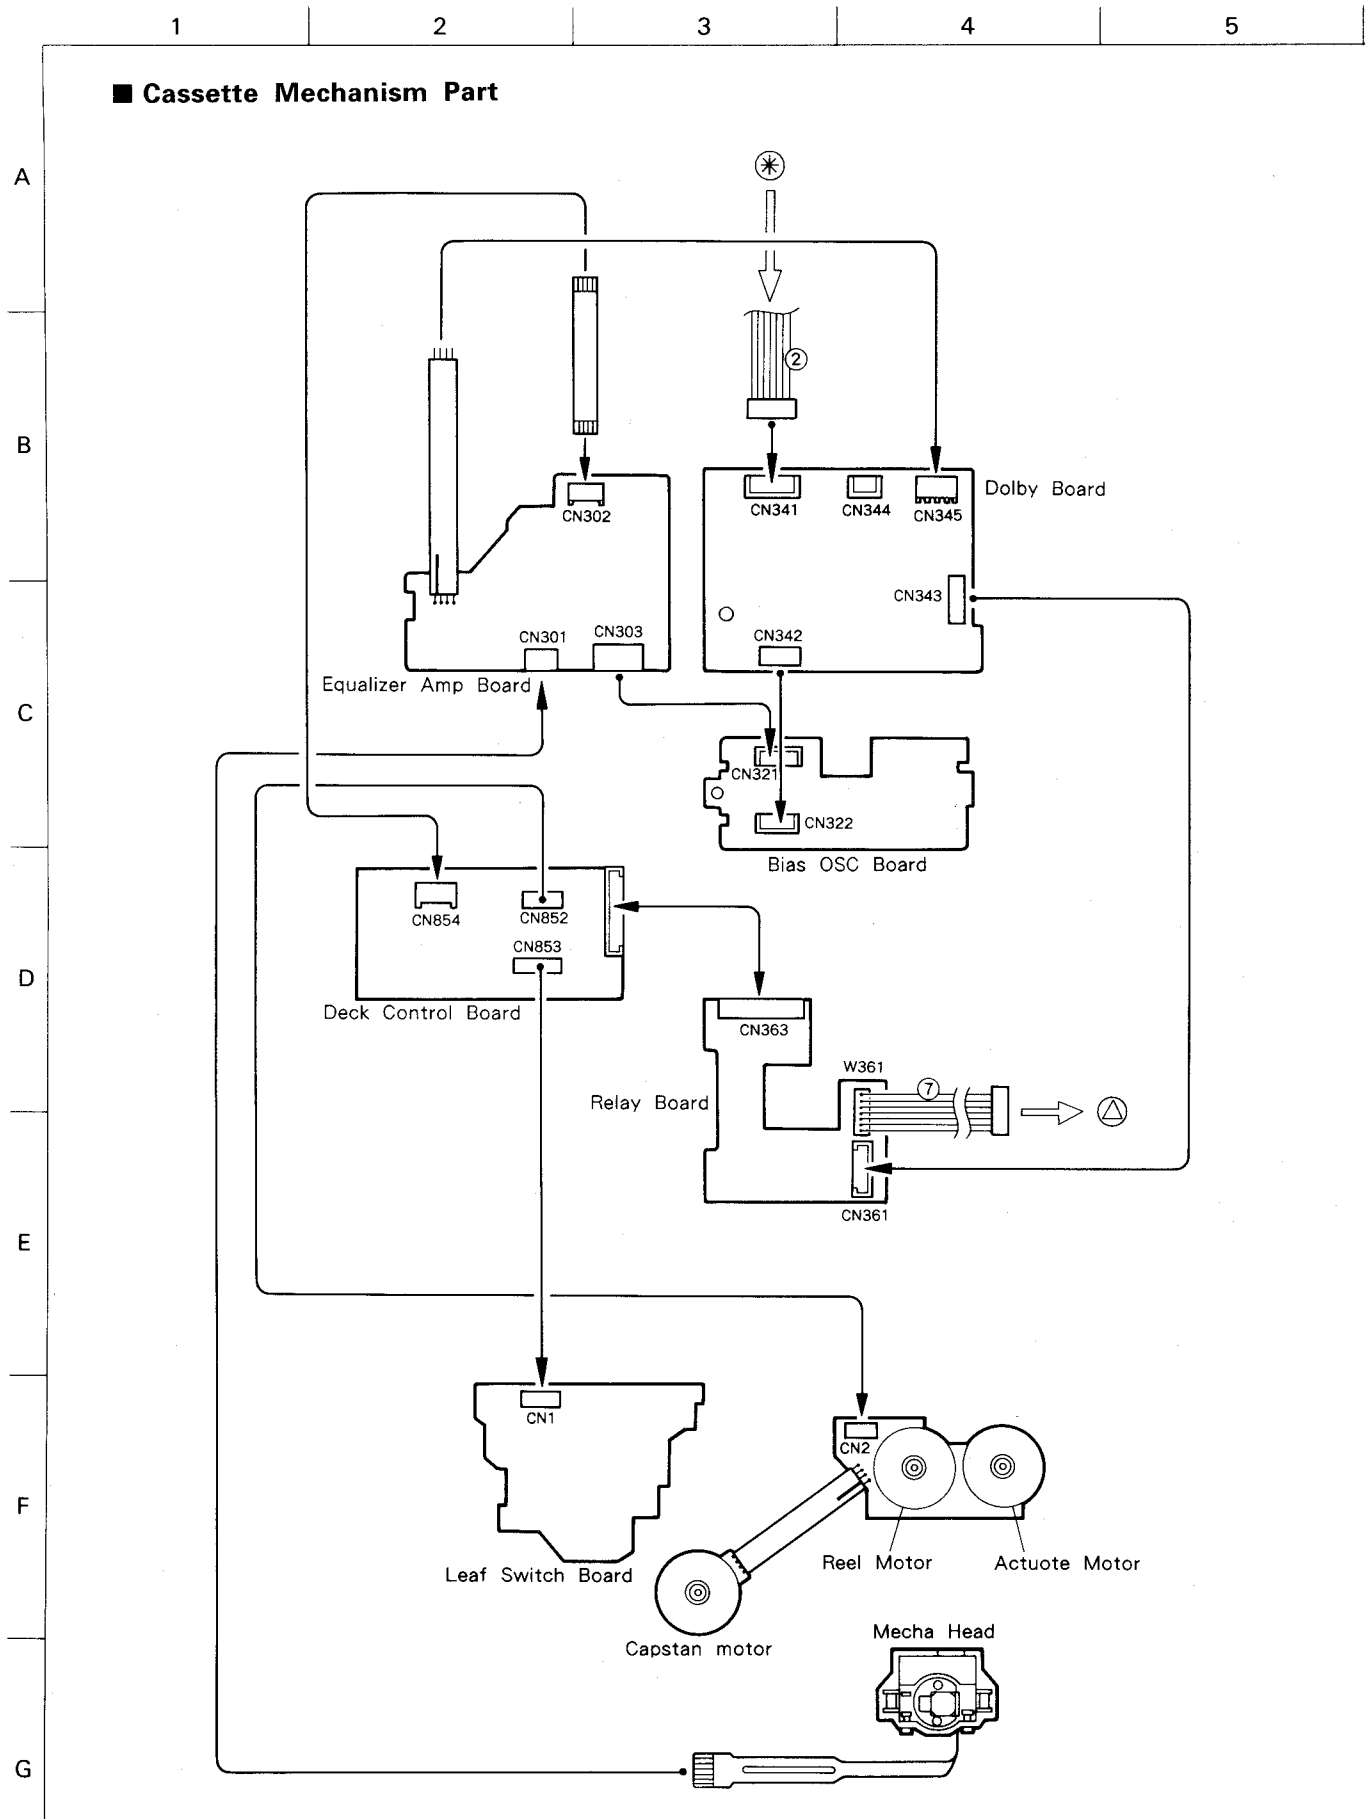 1 2 3 4 5
■ Cassette Mechanism Part
A
B
C
D
E
F
G
2
CN302
CN341
CN344
CN345
Dolby Board
CN343
CN301
CN303
CN342
Equalizer Amp Board
CN321
CN322
Bias OSC Board
CN854
CN852
CN853
Deck Control Board
CN363
W361
7
Relay Board
CN361
CN1
CN2
Leaf Switch Board
Reel Motor
Actuote Motor
Capstan motor
Mecha Head